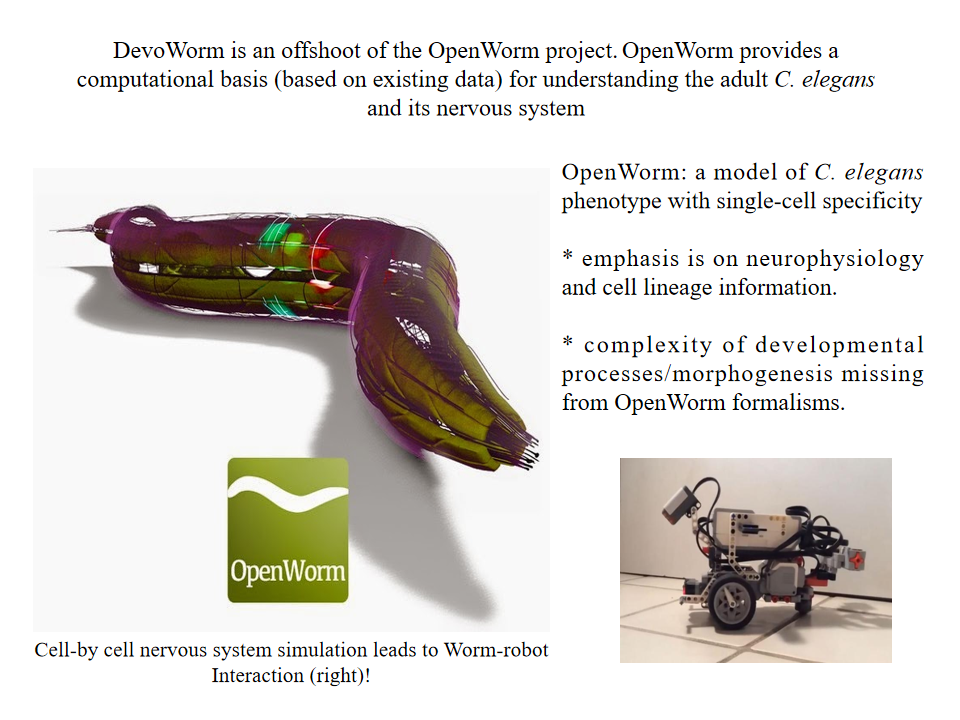 DevoWorm is an offshoot of the OpenWorm project. OpenWorm provides a
computational basis (based on existing data) for understanding the adult C. elegans
and its nervous system
OpenWorm: a model of C. elegans
phenotype with single-cell specificity
* emphasis is on neurophysiology
and cell lineage information.
* complexity of developmental
processes/morphogenesis missing
from OpenWorm formalisms.
OpenWorm
Cell-by cell nervous system simulation leads to Worm-robot
Interaction (right)!